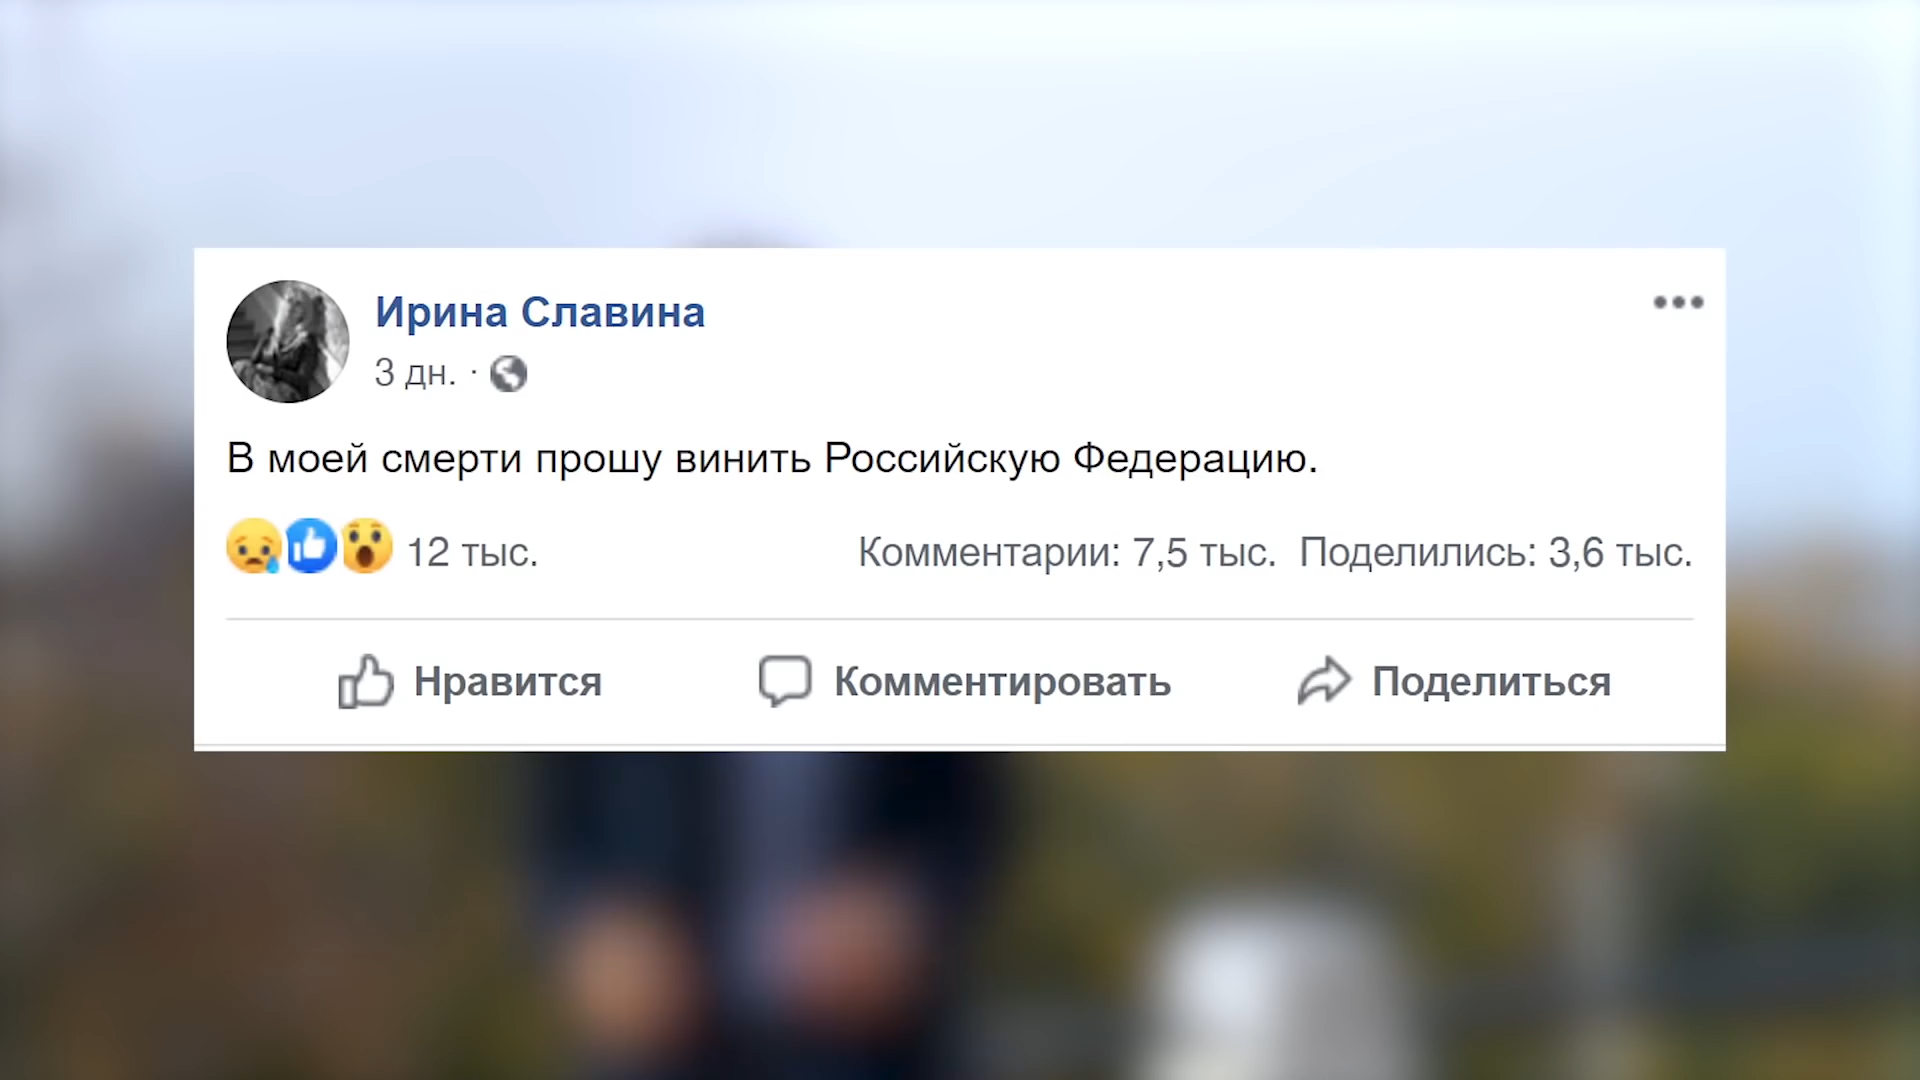 Ирина Славина
3 дн. ·
В моей смерти прошу винить Российскую Федерацию.
12 тыс. Комментарии: 7,5 тыс. Поделились: 3,6 тыс.
Нравится Комментировать Поделиться